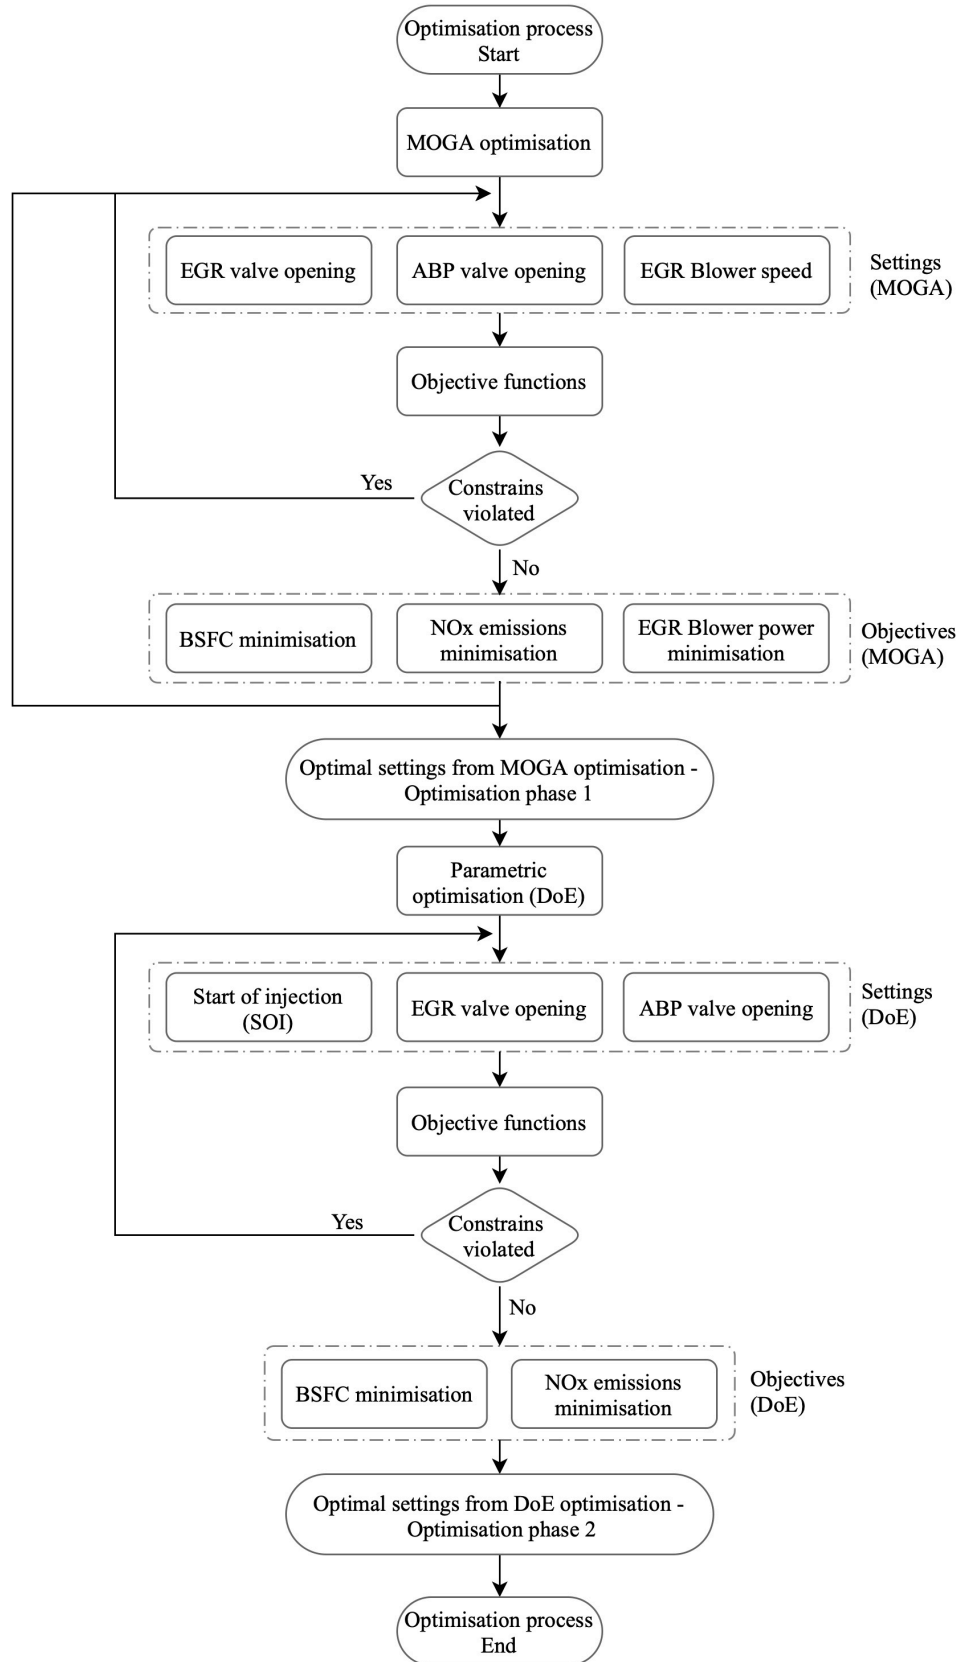 Optimisation process
Start
MOGA optimisation
EGR valve opening
ABP valve opening
EGR Blower speed
Settings
(MOGA)
Objective functions
Yes
Constrains
violated
No
BSFC minimisation
NOx emissions
minimisation
EGR Blower power
minimisation
Objectives
(MOGA)
Optimal settings from MOGA optimisation -
Optimisation phase 1
Parametric
optimisation (DoE)
Start of injection
(SOI)
EGR valve opening
ABP valve opening
Settings
(DoE)
Objective functions
Yes
Constrains
violated
No
BSFC minimisation
NOx emissions
minimisation
Objectives
(DoE)
Optimal settings from DoE optimisation -
Optimisation phase 2
Optimisation process
End